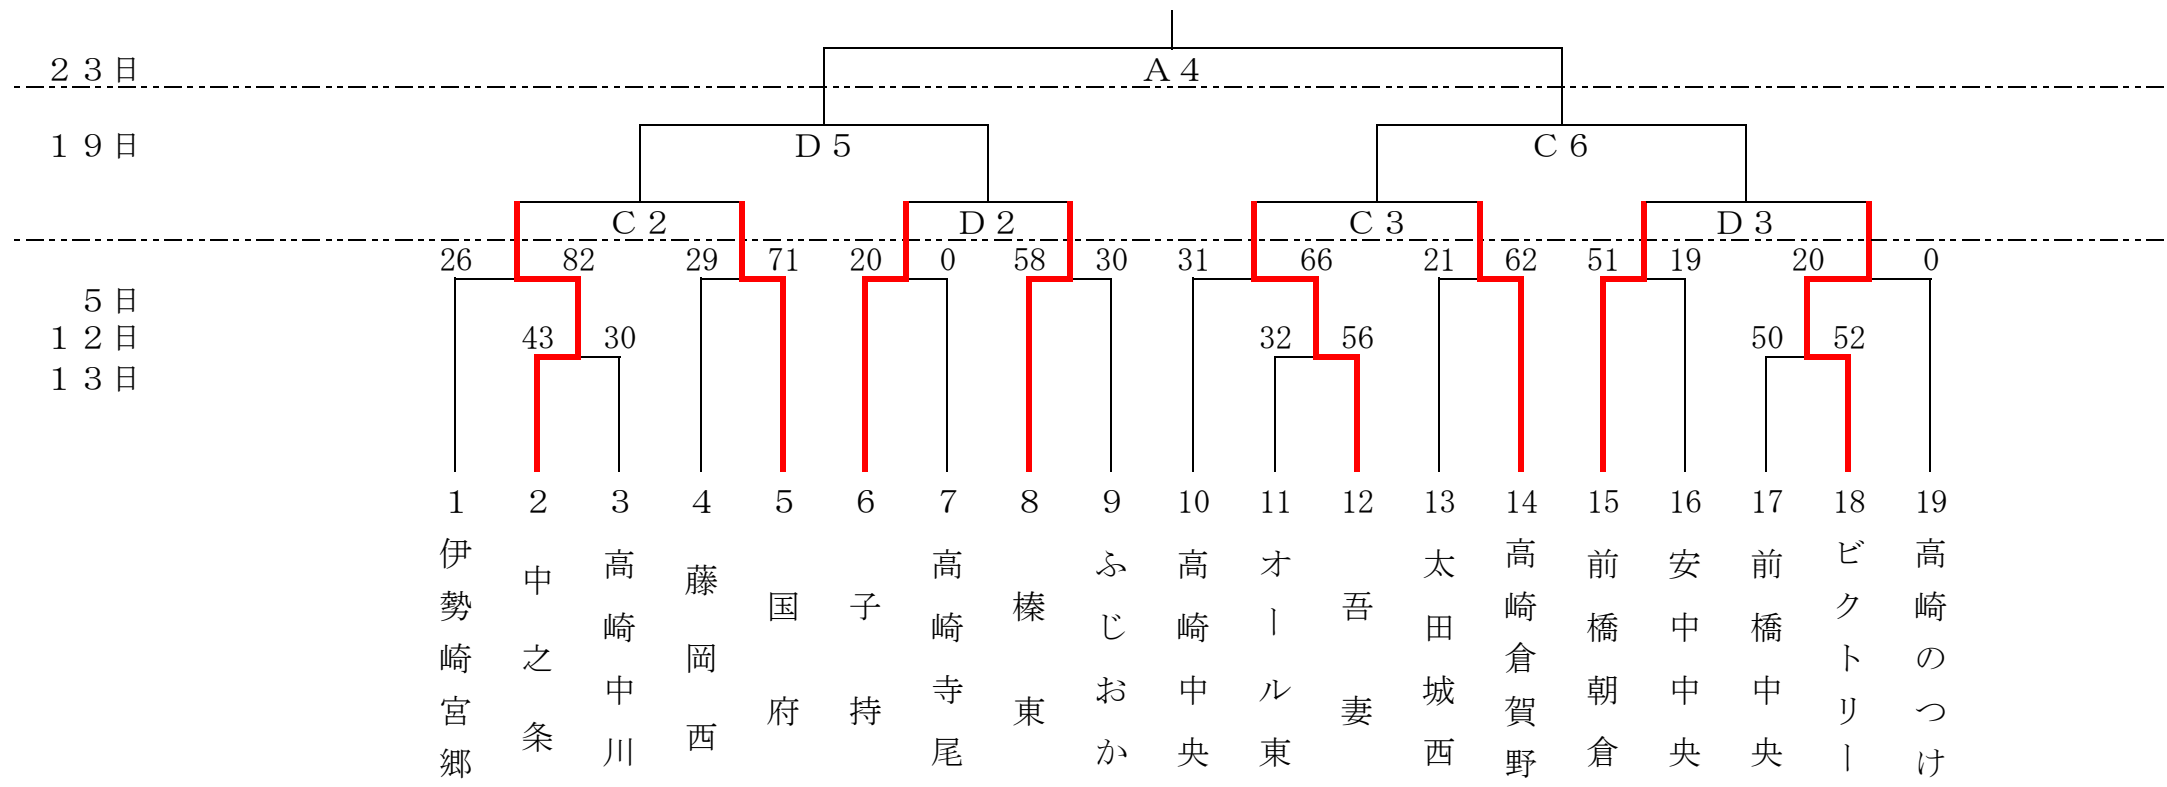 A4
23日
19日
D5
C6
C2
D2
C3
D3
26 82 29 71 20 0 58 30 31 66 21 62 51 19 20 0
5日
12日
43 30 32 56 50 52
13日
1 2 3 4 5 6 7 8 9 10 11 12 13 14 15 16 17 18 19
伊勢崎宮郷
中之条
高崎中川
藤岡西
国府
子持
高崎寺尾
榛東
ふじおか
高崎中央
オール東
吾妻
太田城西
高崎倉賀野
前橋朝倉
安中中央
前橋中央
ビクトリー
高崎のつけ